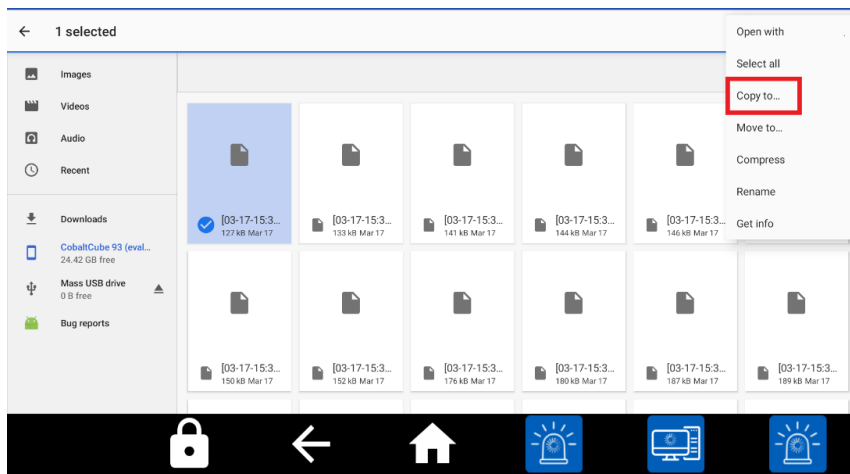 1 selected
Open with
Select all
Copy to...
Move to...
Compress
Rename
Get info
Images
Videos
Audio
Recent
Downloads
CobaltCube 93 (eval...
24.42 GB free
Mass USB drive
0 B free
Bug reports
[03-17-15:3...
127 kB Mar 17
[03-17-15:3...
133 kB Mar 17
[03-17-15:3...
141 kB Mar 17
[03-17-15:3...
144 kB Mar 17
[03-17-15:3...
146 kB Mar 17
[03-17-15:3...
150 kB Mar 17
[03-17-15:3...
152 kB Mar 17
[03-17-15:3...
176 kB Mar 17
[03-17-15:3...
180 kB Mar 17
[03-17-15:3...
187 kB Mar 17
[03-17-15:3...
189 kB Mar 17